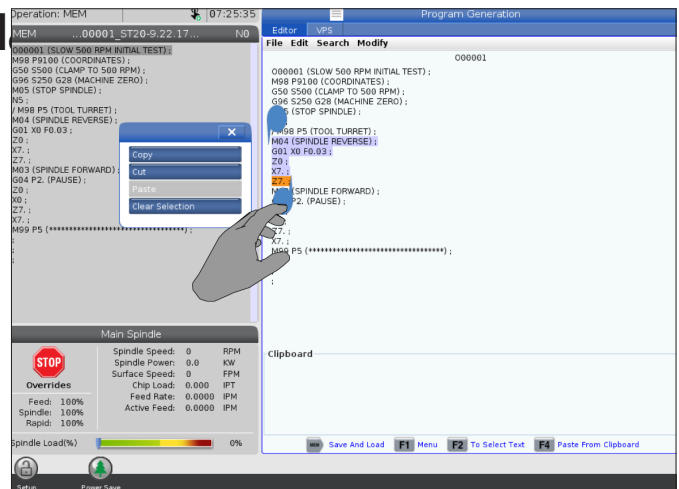 Operation: MEM
07:25:35
MEM ...00001_ST20-9.22.17... N0
O00001 (SLOW 500 RPM INITIAL TEST) ;
M98 P9100 (COORDINATES) ;
G50 S500 (CLAMP TO 500 RPM) ;
G96 S250 G28 (MACHINE ZERO) ;
M05 (STOP SPINDLE) ;
N5 ;
/ M98 P5 (TOOL TURRET) ;
M04 (SPINDLE REVERSE) ;
G01 X0 F0.03 ;
Z0 ;
X7. ;
Z7. ;
M03 (SPINDLE FORWARD) ;
G04 P2. (PAUSE) ;
Z0 ;
X0 ;
Z7. ;
X7. ;
M99 P5 (********************************) ;
;
;
;
Copy
Cut
Paste
Clear Selection
Main Spindle
STOP
Overrides
Feed: 100%
Spindle: 100%
Rapid: 100%
Spindle Speed: 0 RPM
Spindle Power: 0.0 KW
Surface Speed: 0 FPM
Chip Load: 0.000 IPT
Feed Rate: 0.0000 IPM
Active Feed: 0.0000 IPM
Spindle Load(%) 0%
Setup
Power Save
Program Generation
Editor VPS
File Edit Search Modify
O00001
O00001 (SLOW 500 RPM INITIAL TEST) ;
M98 P9100 (COORDINATES) ;
G50 S500 (CLAMP TO 500 RPM) ;
G96 S250 G28 (MACHINE ZERO) ;
(STOP SPINDLE) ;
/ M98 P5 (TOOL TURRET) ;
M04 (SPINDLE REVERSE) ;
G01 X0 F0.03 ;
Z0 ;
X7. ;
Z7. ;
(SPINDLE FORWARD) ;
P2. (PAUSE) ;
Z7. ;
X7. ;
M99 P5 (********************************) ;
;
;
Clipboard
MEM Save And Load F1 Menu F2 To Select Text F4 Paste From Clipboard